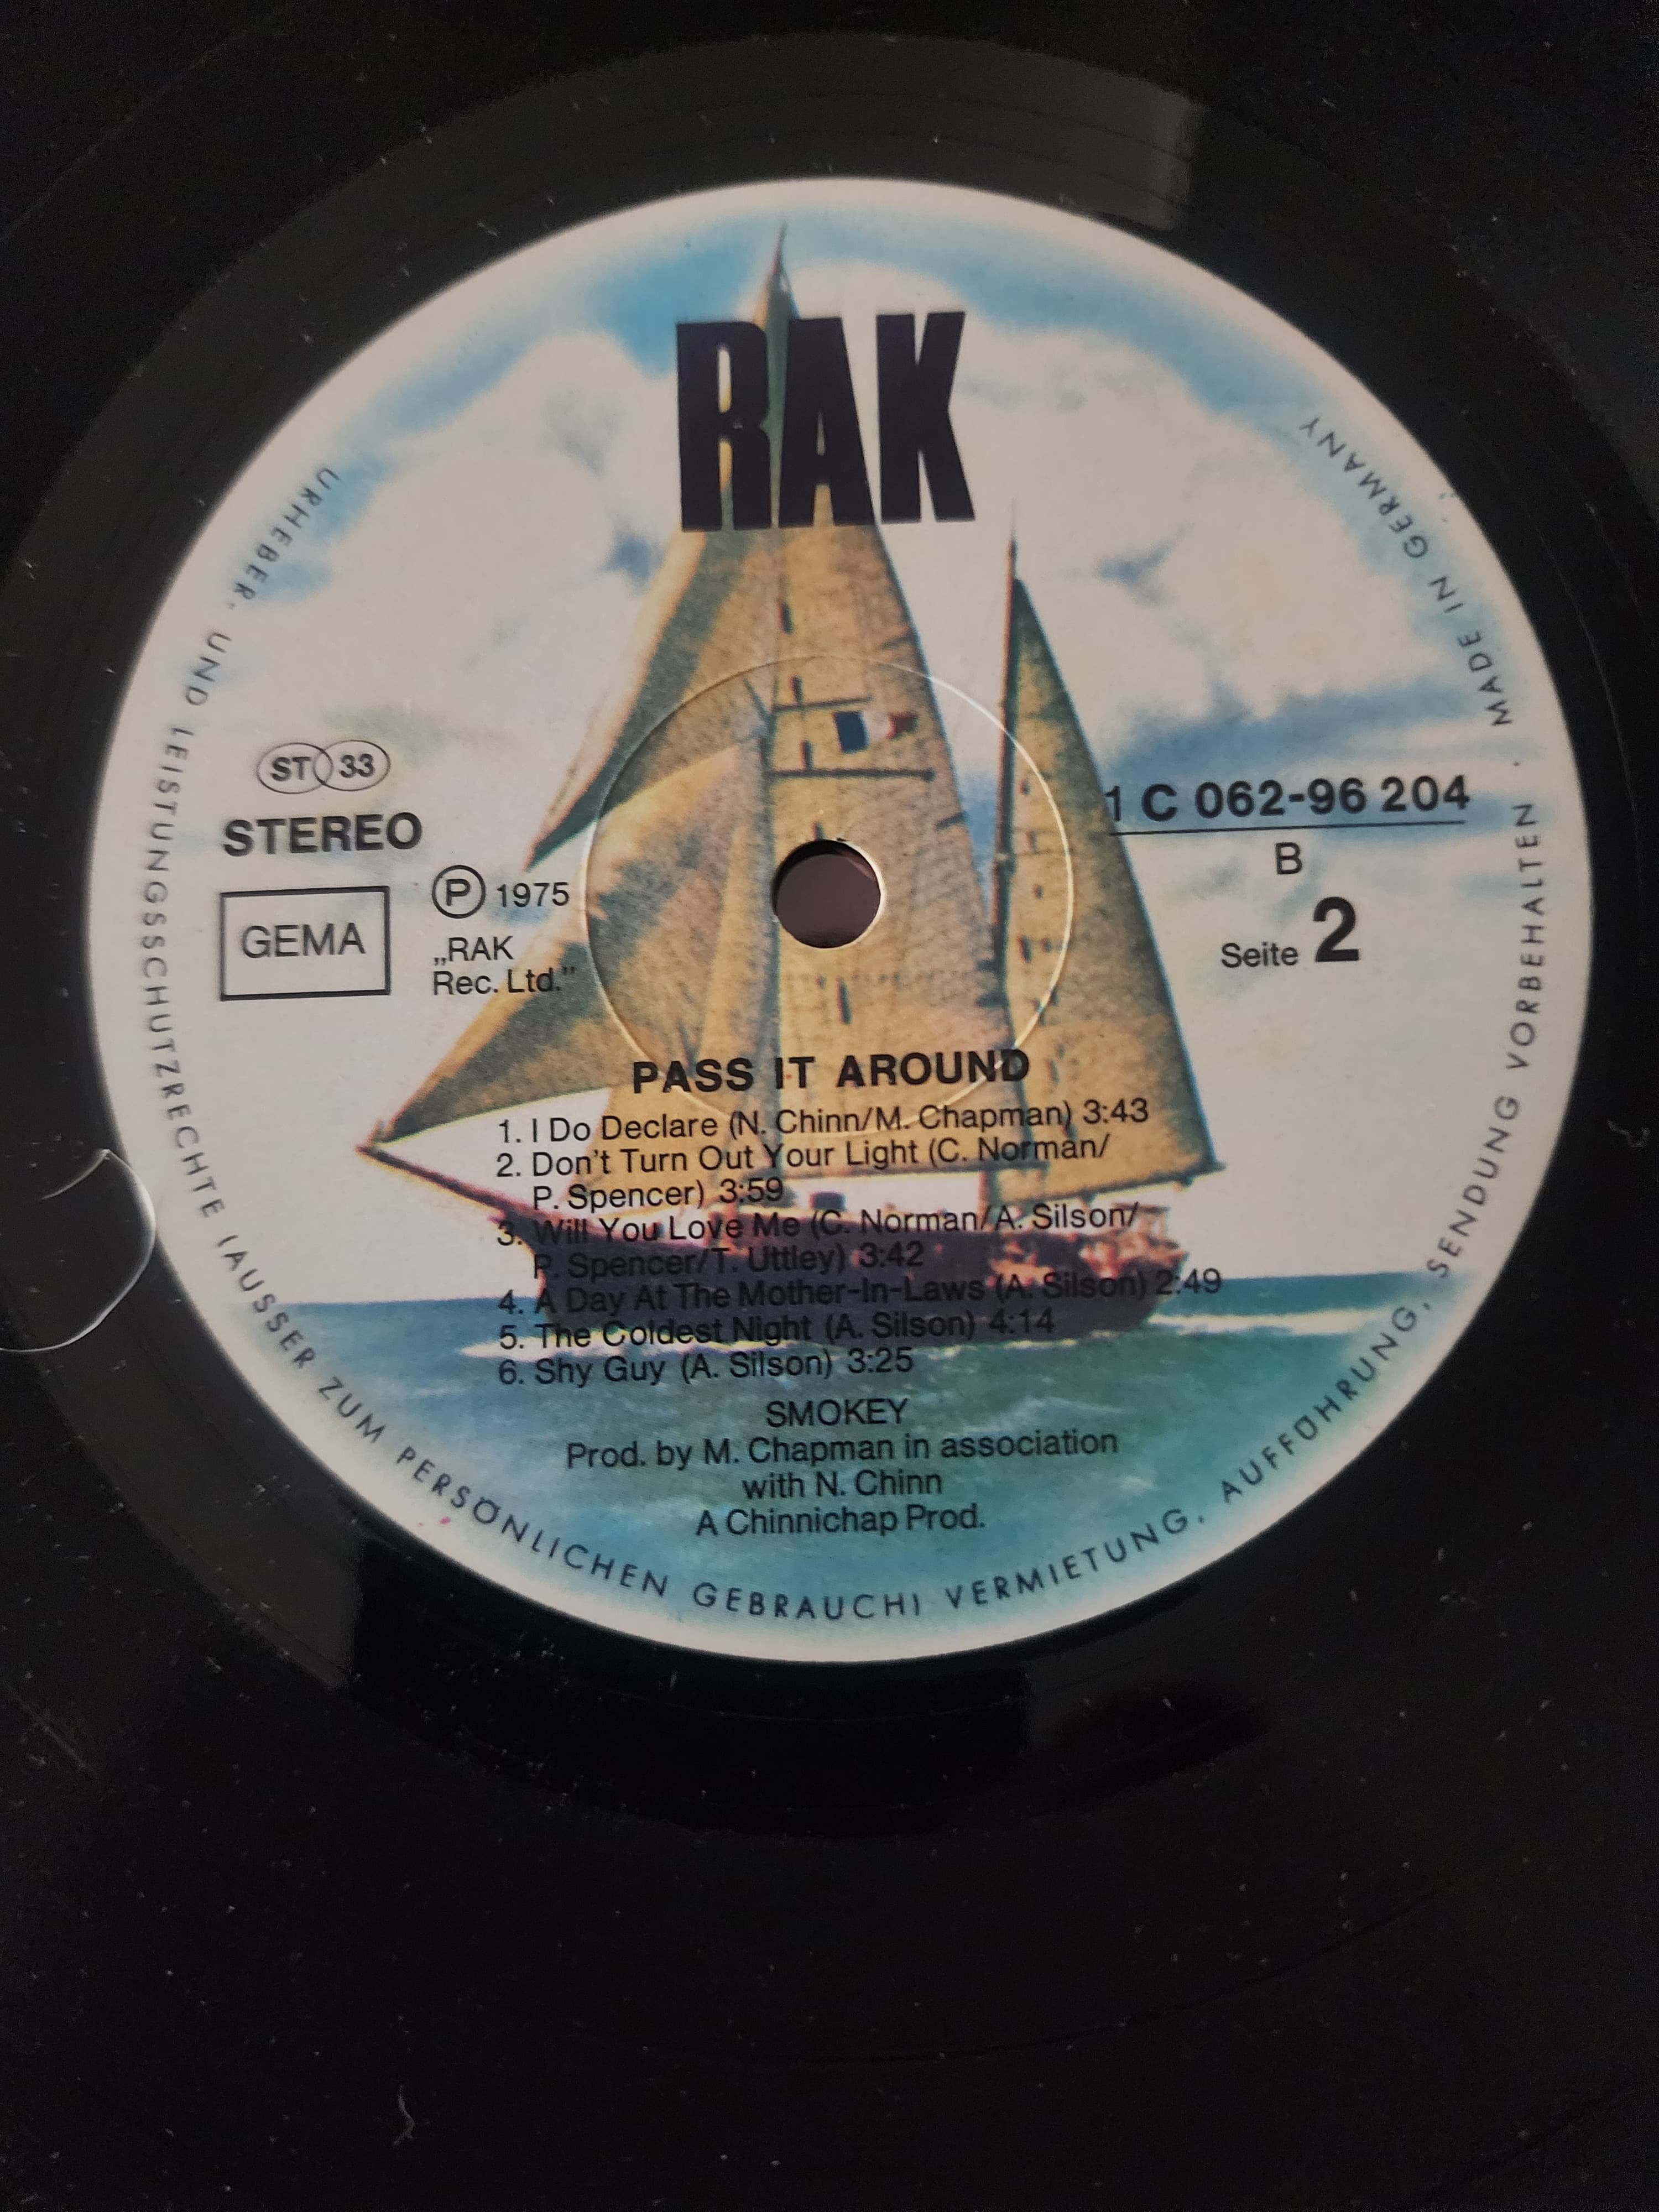 RAK
URHEBER- UND LEISTUNGSSCHUTZRECHTE (AUSSER ZUM PERSÖNLICHEN GEBRAUCH) VERMIETUNG, AUFFÜHRUNG, SENDUNG VORBEHALTEN · MADE IN GERMANY
ST 33
STEREO
GEMA
Ⓟ 1975
„RAK
Rec. Ltd.”
1 C 062-96 204
B
Seite 2
PASS IT AROUND
1. I Do Declare (N. Chinn/M. Chapman) 3:43
2. Don't Turn Out Your Light (C. Norman/
P. Spencer) 3:59
3. Will You Love Me (C. Norman/A. Silson/
P. Spencer/T. Uttley) 3:42
4. A Day At The Mother-In-Laws (A. Silson) 2:49
5. The Coldest Night (A. Silson) 4:14
6. Shy Guy (A. Silson) 3:25
SMOKEY
Prod. by M. Chapman in association
with N. Chinn
A Chinnichap Prod.